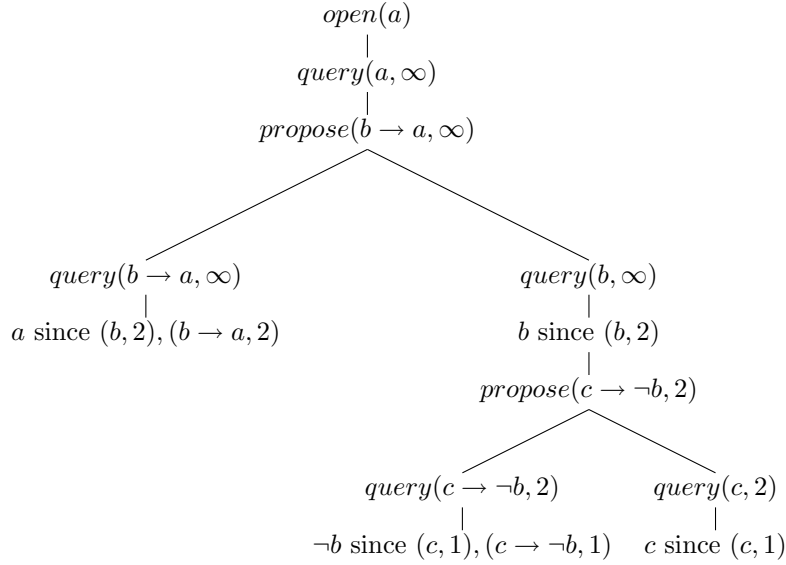 open(a)
query(a, ∞)
propose(b → a, ∞)
query(b → a, ∞) query(b, ∞)
a since (b, 2), (b → a, 2) b since (b, 2)
propose(c → ¬b, 2)
query(c → ¬b, 2) query(c, 2)
¬b since (c, 1), (c → ¬b, 1) c since (c, 1)